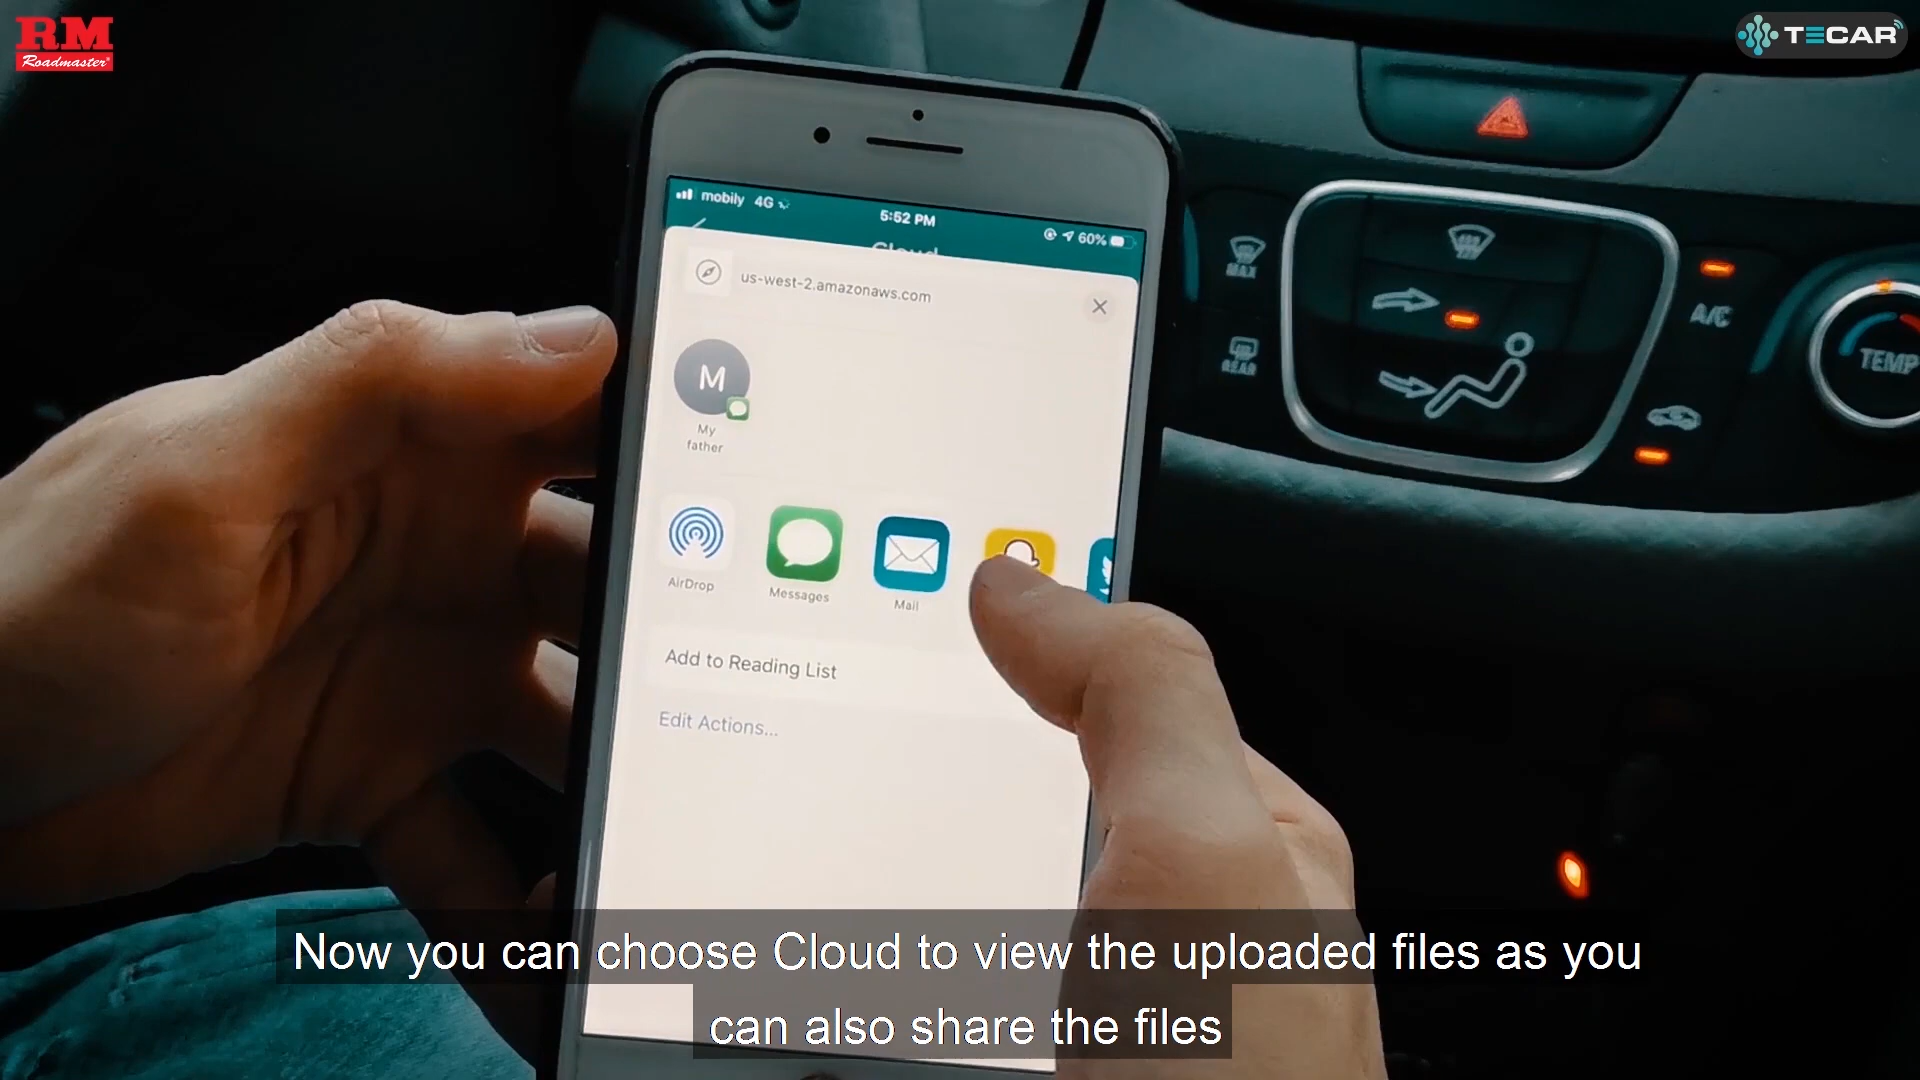 RM
Roadmaster
TECAR
mobily 4G
5:52 PM
60%
Cloud
us-west-2.amazonaws.com
M
My
father
AirDrop
Messages
Mail
Add to Reading List
Edit Actions...
MAX
REAR
A/C
TEMP
Now you can choose Cloud to view the uploaded files as you
can also share the files